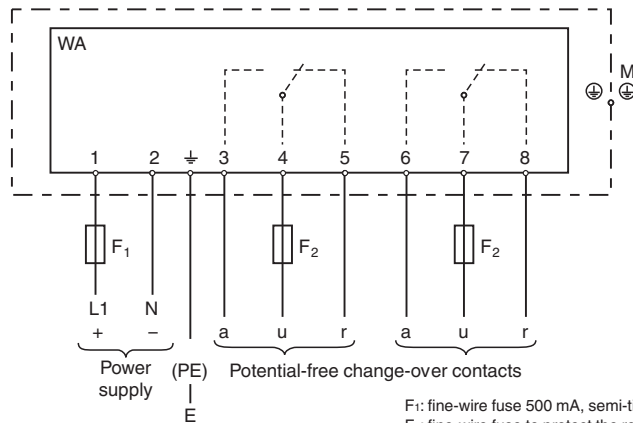 WA
M
1 2 3 4 5 6 7 8
F1 F2 F2
L1 N
+ – a u r a u r
Power supply
(PE)
Potential-free change-over contacts
E
F1: fine-wire fuse 500 mA,